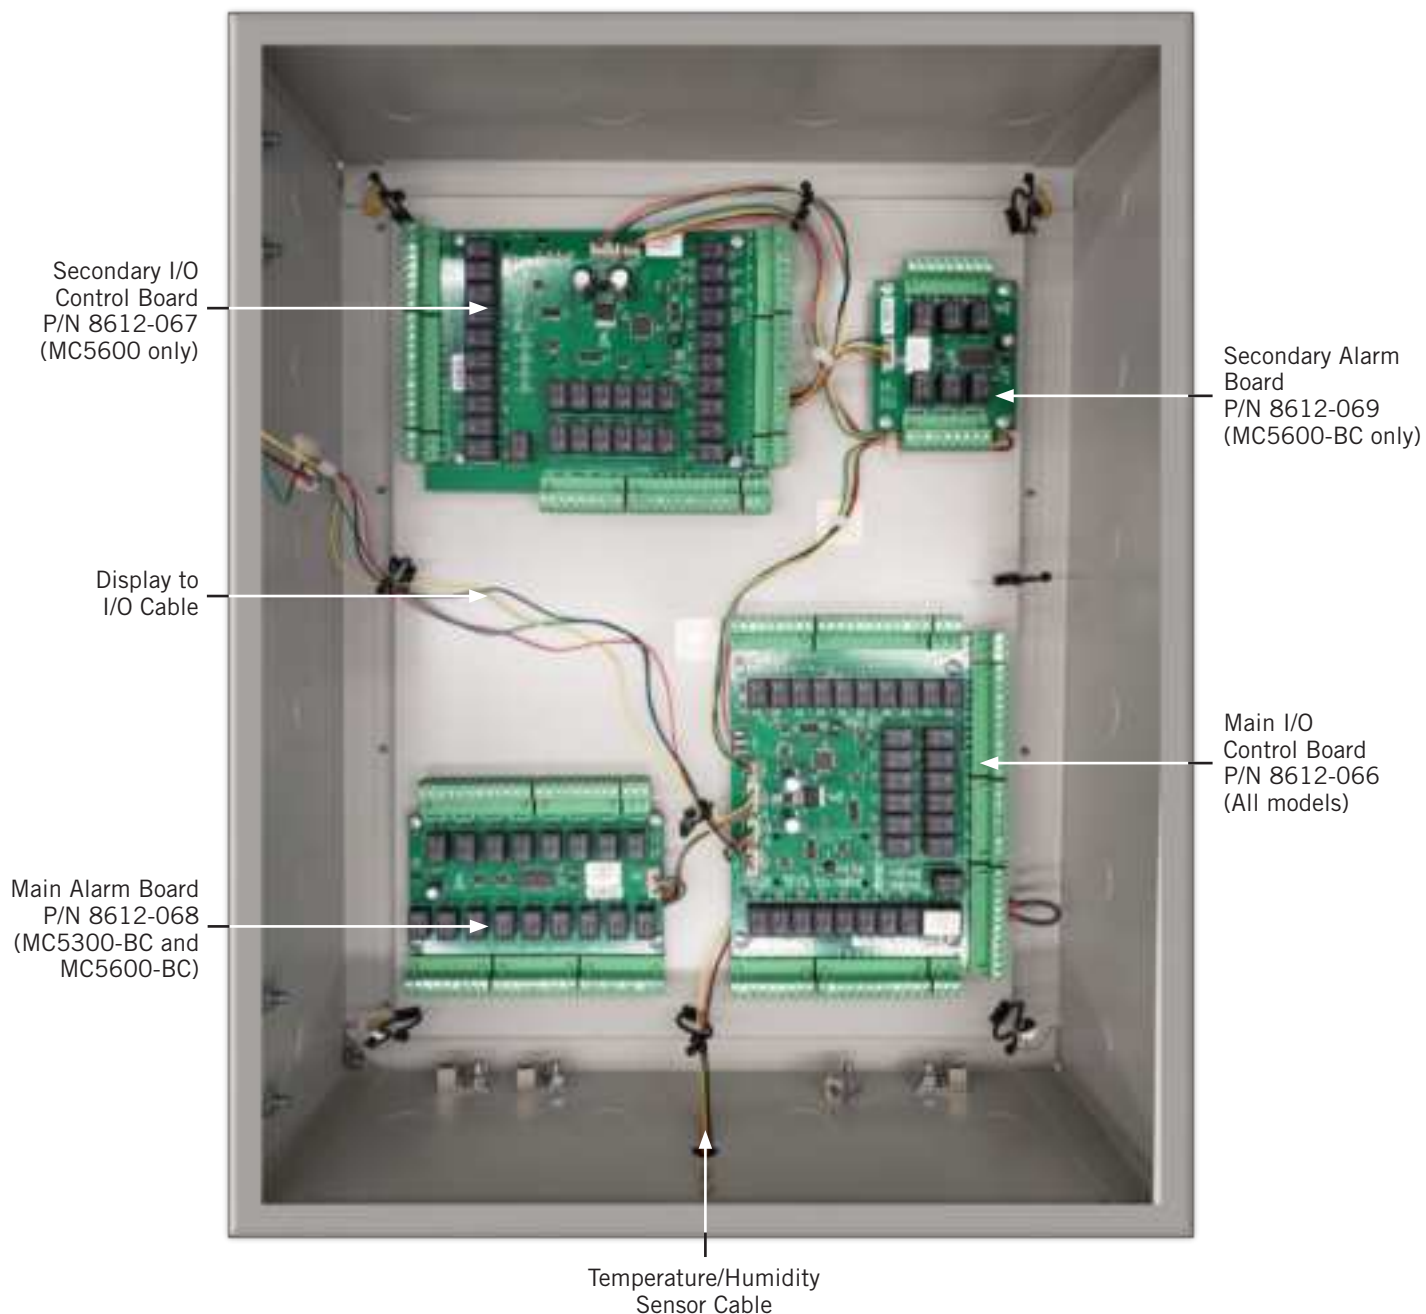 Secondary I/O
Control Board
P/N 8612-067
(MC5600 only)
Secondary Alarm
Board
P/N 8612-069
(MC5600-BC only)
Display to
I/O Cable
Main I/O
Control Board
P/N 8612-066
(All models)
Main Alarm Board
P/N 8612-068
(MC5300-BC and
MC5600-BC)
Temperature/Humidity
Sensor Cable